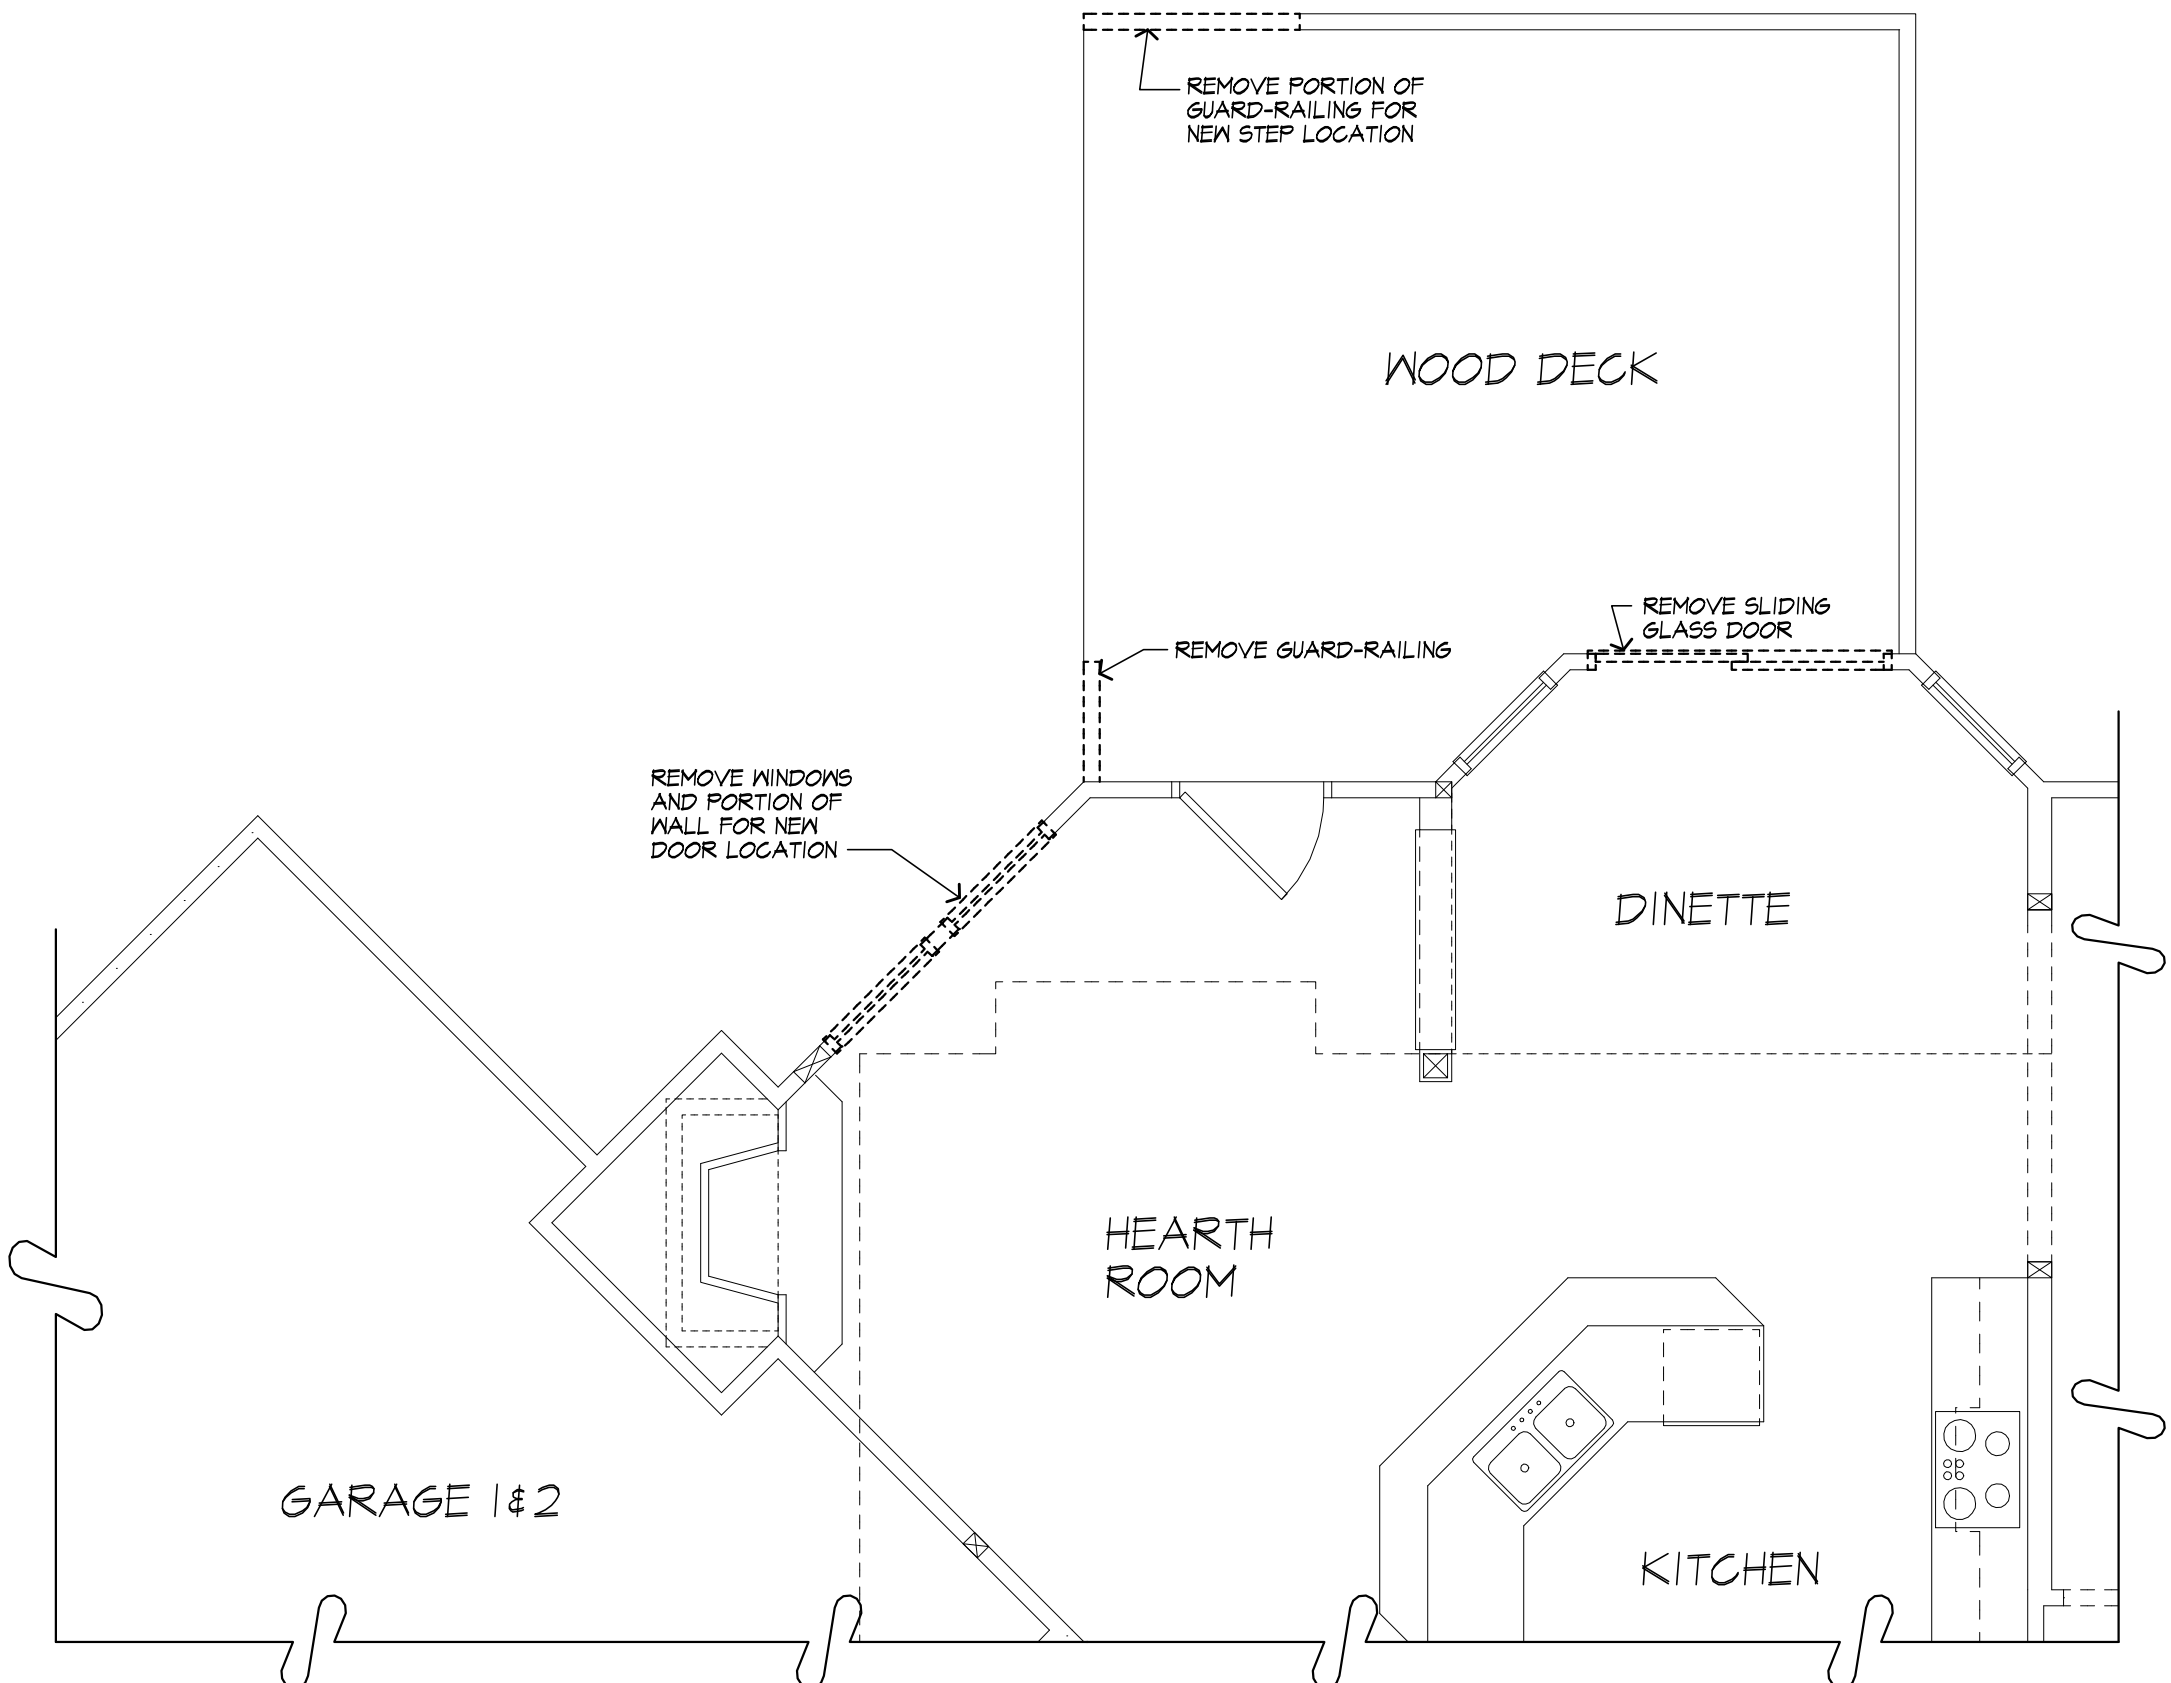 REMOVE PORTION OF
GUARD-RAILING FOR
NEW STEP LOCATION
WOOD DECK
REMOVE SLIDING
GLASS DOOR
REMOVE GUARD-RAILING
REMOVE WINDOWS
AND PORTION OF
WALL FOR NEW
DOOR LOCATION
DINETTE
HEARTH
ROOM
GARAGE 1&2
KITCHEN